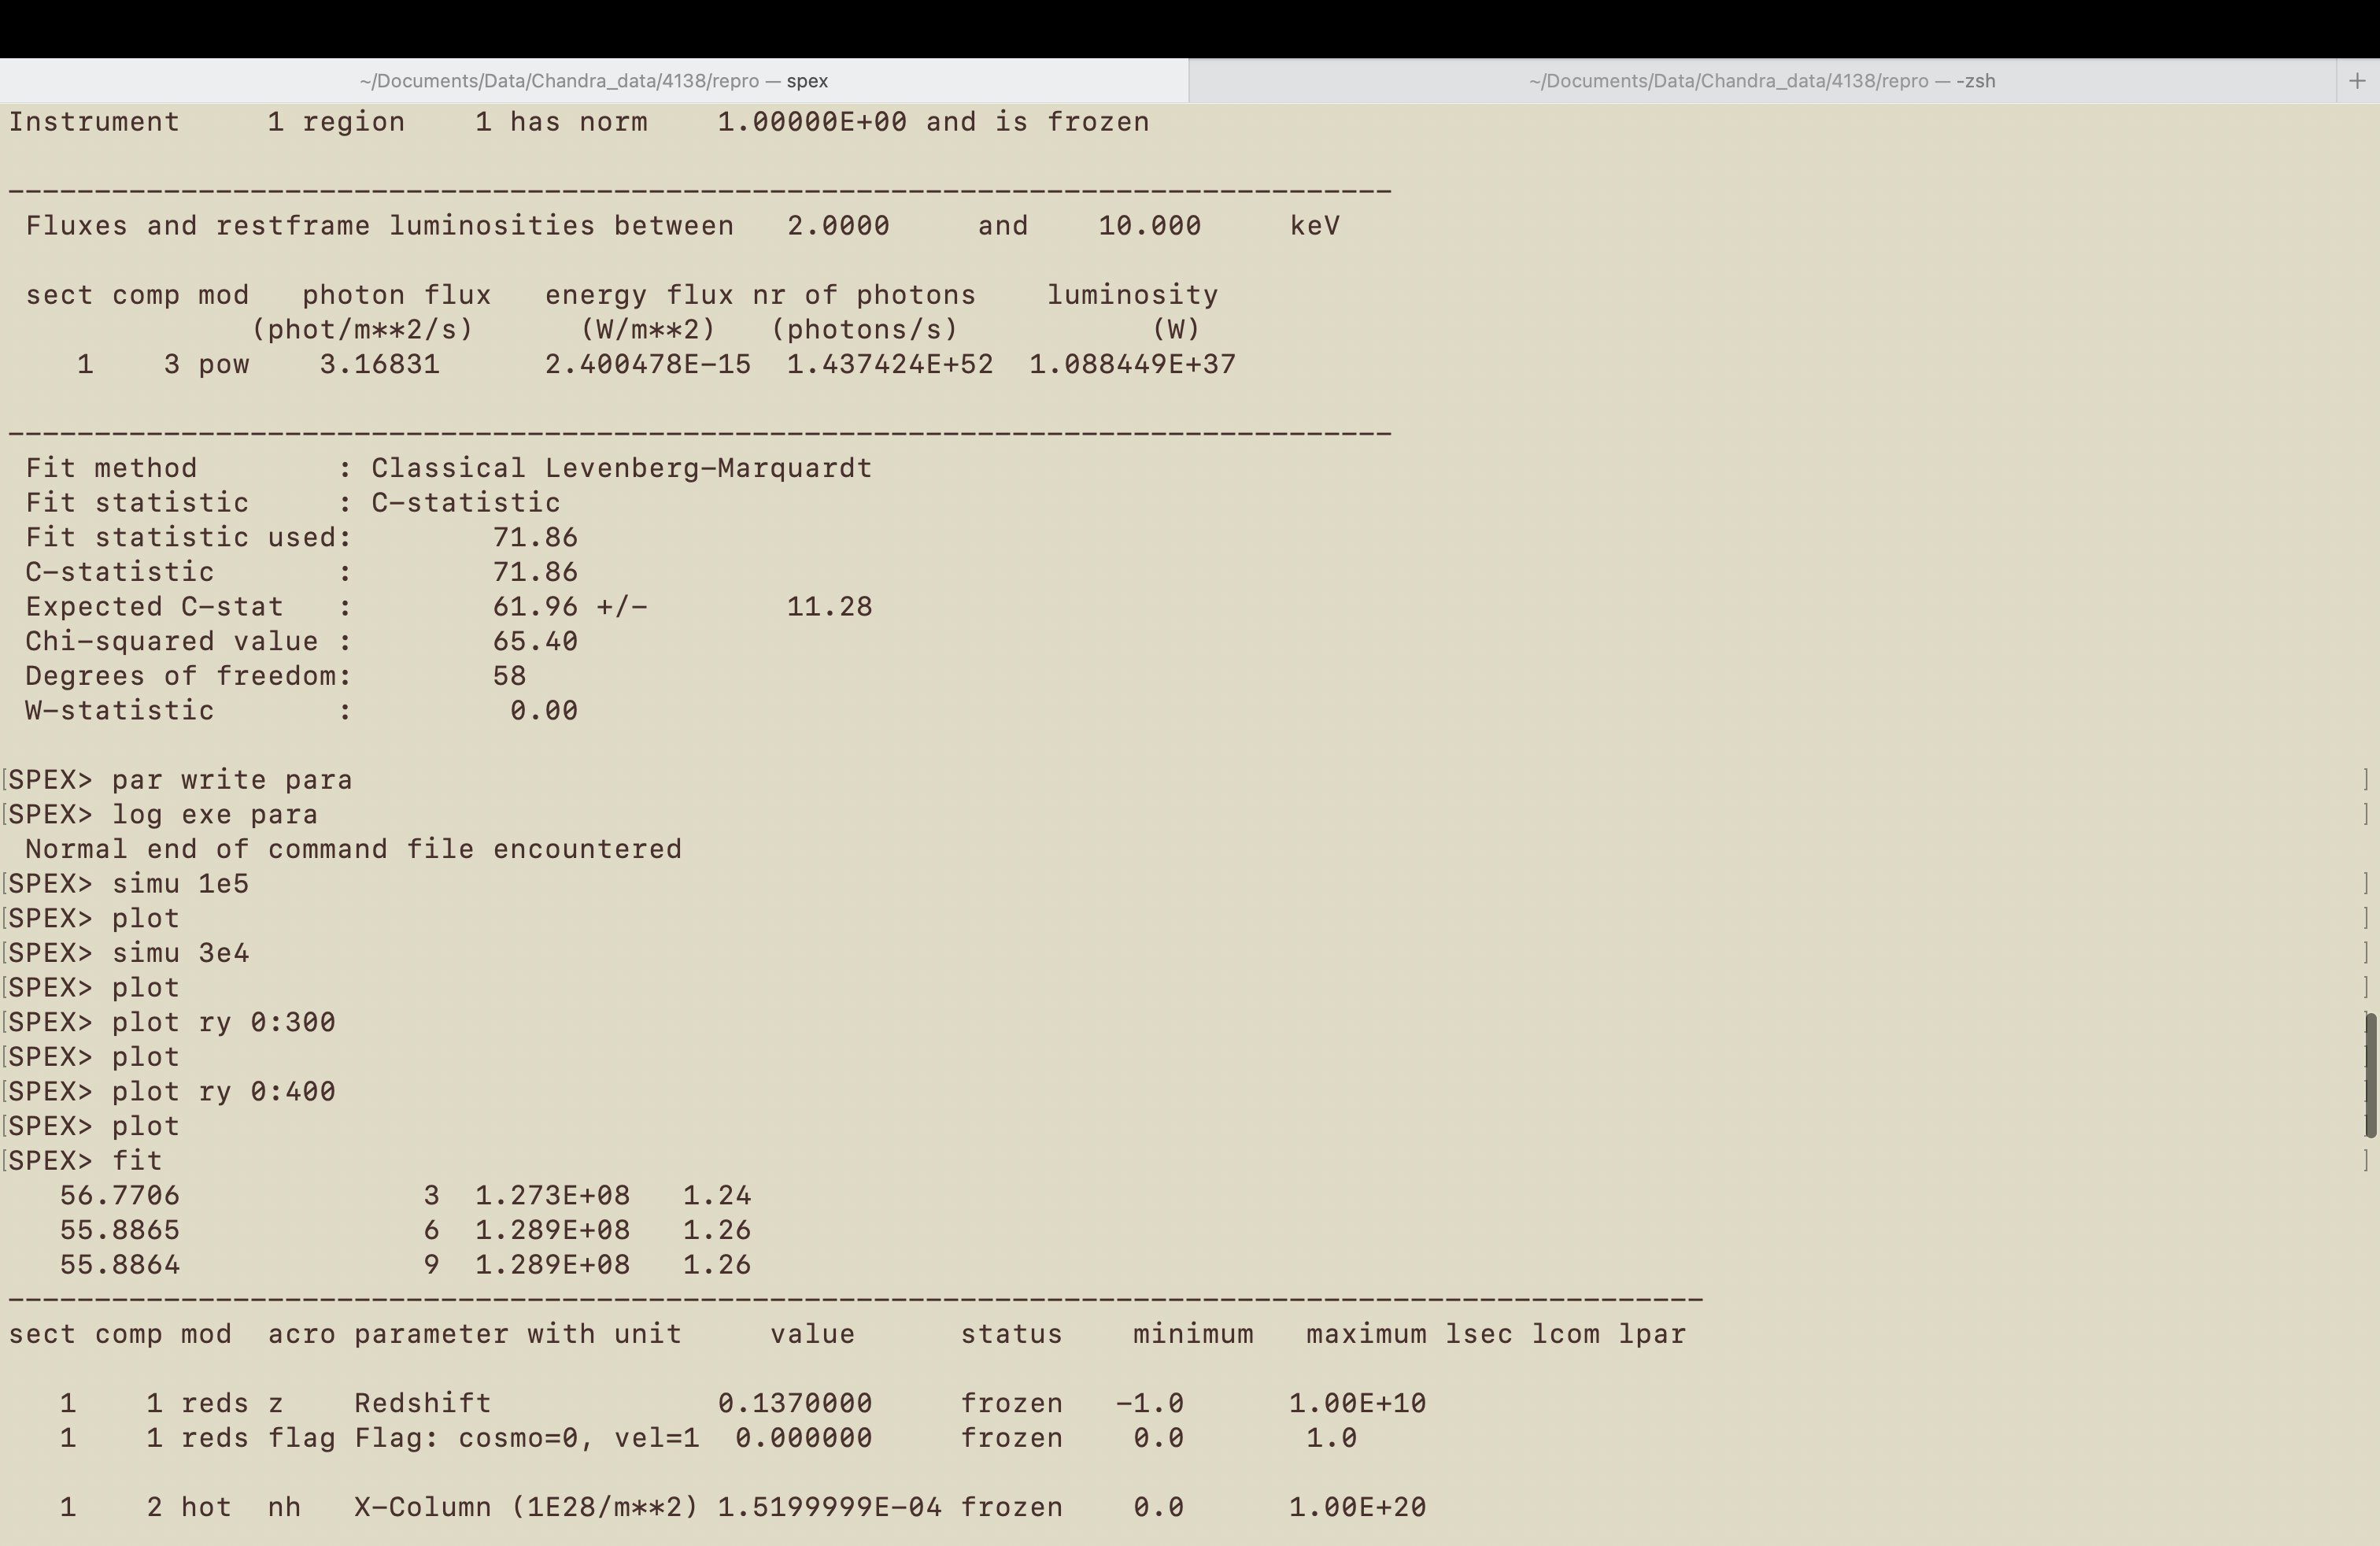 ~/Documents/Data/Chandra_data/4138/repro — spex
~/Documents/Data/Chandra_data/4138/repro — -zsh
+
Instrument     1 region    1 has norm    1.00000E+00 and is frozen
--------------------------------------------------------------------------------
 Fluxes and restframe luminosities between   2.0000     and    10.000     keV
 sect comp mod   photon flux   energy flux nr of photons    luminosity
              (phot/m**2/s)      (W/m**2)   (photons/s)           (W)
    1    3 pow    3.16831      2.400478E-15  1.437424E+52  1.088449E+37
--------------------------------------------------------------------------------
 Fit method        : Classical Levenberg-Marquardt
 Fit statistic     : C-statistic
 Fit statistic used:        71.86
 C-statistic       :        71.86
 Expected C-stat   :        61.96 +/-        11.28
 Chi-squared value :        65.40
 Degrees of freedom:        58
 W-statistic       :         0.00
[SPEX> par write para ]
[SPEX> log exe para ]
 Normal end of command file encountered
[SPEX> simu 1e5 ]
[SPEX> plot ]
[SPEX> simu 3e4 ]
[SPEX> plot ]
[SPEX> plot ry 0:300 ]
[SPEX> plot ]
[SPEX> plot ry 0:400 ]
[SPEX> plot ]
[SPEX> fit ]
   56.7706              3  1.273E+08   1.24
   55.8865              6  1.289E+08   1.26
   55.8864              9  1.289E+08   1.26
--------------------------------------------------------------------------------------------------
sect comp mod  acro parameter with unit     value      status    minimum   maximum lsec lcom lpar
   1    1 reds z    Redshift             0.1370000     frozen   -1.0      1.00E+10
   1    1 reds flag Flag: cosmo=0, vel=1  0.000000      frozen    0.0       1.0
   1    2 hot  nh   X-Column (1E28/m**2) 1.5199999E-04 frozen    0.0      1.00E+20